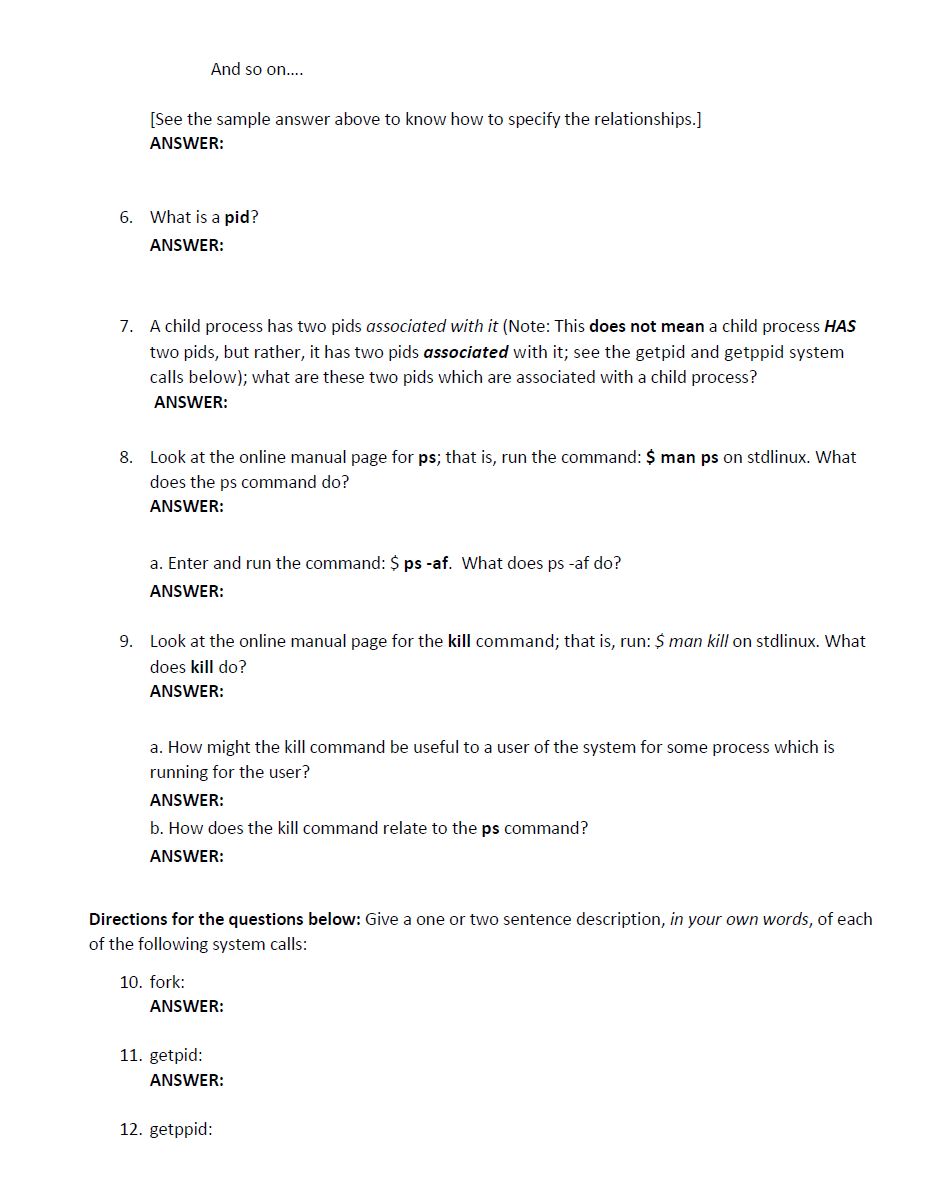 And so on....
[See the sample answer above to know how to specify the relationships.]
ANSWER:
6. What is a pid?
ANSWER:
7. A child process has two pids associated with it (Note: This does not mean a child process HAS
two pids, but rather, it has two pids associated with it; see the getpid and getppid system
calls below); what are these two pids which are associated with a child process?
ANSWER:
8. Look at the online manual page for ps; that is, run the command: $ man ps on stdlinux. What
does the ps command do?
ANSWER:
a. Enter and run the command: $ ps -af. What does ps -af do?
ANSWER:
9. Look at the online manual page for the kill command; that is, run: $ man kill on stdlinux. What
does kill do?
ANSWER:
a. How might the kill command be useful to a user of the system for some process which is
running for the user?
ANSWER:
b. How does the kill command relate to the ps command?
ANSWER:
Directions for the questions below: Give a one or two sentence description, in your own words, of each
of the following system calls:
10. fork:
ANSWER:
11. getpid:
ANSWER:
12. getppid: